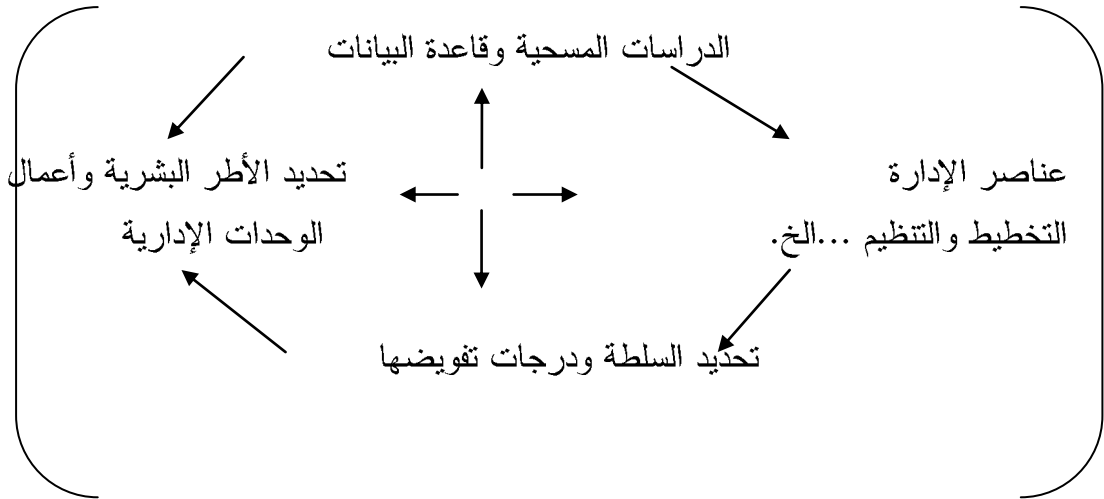 الدراسات المسحية وقاعدة البيانات
عناصر الإدارة
التخطيط والتنظيم ...الخ.
تحديد الأطر البشرية وأعمال
الوحدات الإدارية
تحديد السلطة ودرجات تفويضها